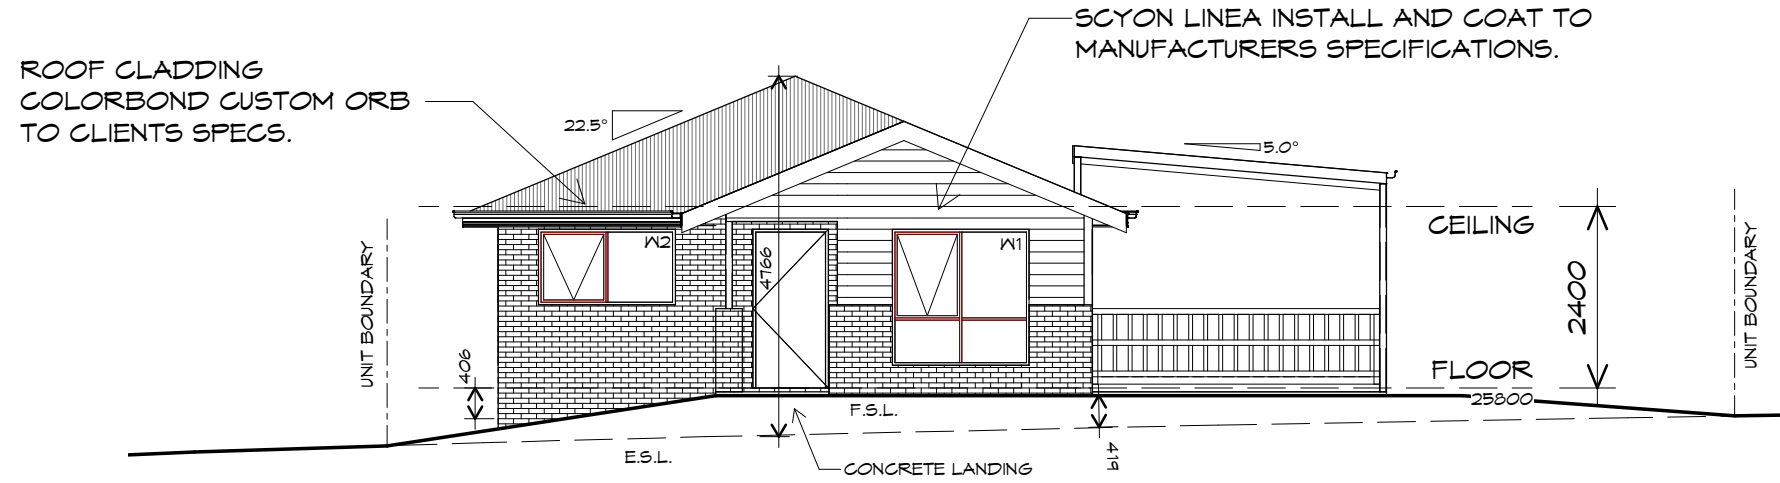 SCYON LINEA INSTALL AND COAT TO
MANUFACTURERS SPECIFICATIONS.
ROOF CLADDING
COLORBOND CUSTOM ORB
TO CLIENTS SPECS.
22.5°
5.0°
CEILING
W2
W1
4766
UNIT BOUNDARY
UNIT BOUNDARY
2400
406
FLOOR
25800
F.S.L.
E.S.L.
419
CONCRETE LANDING